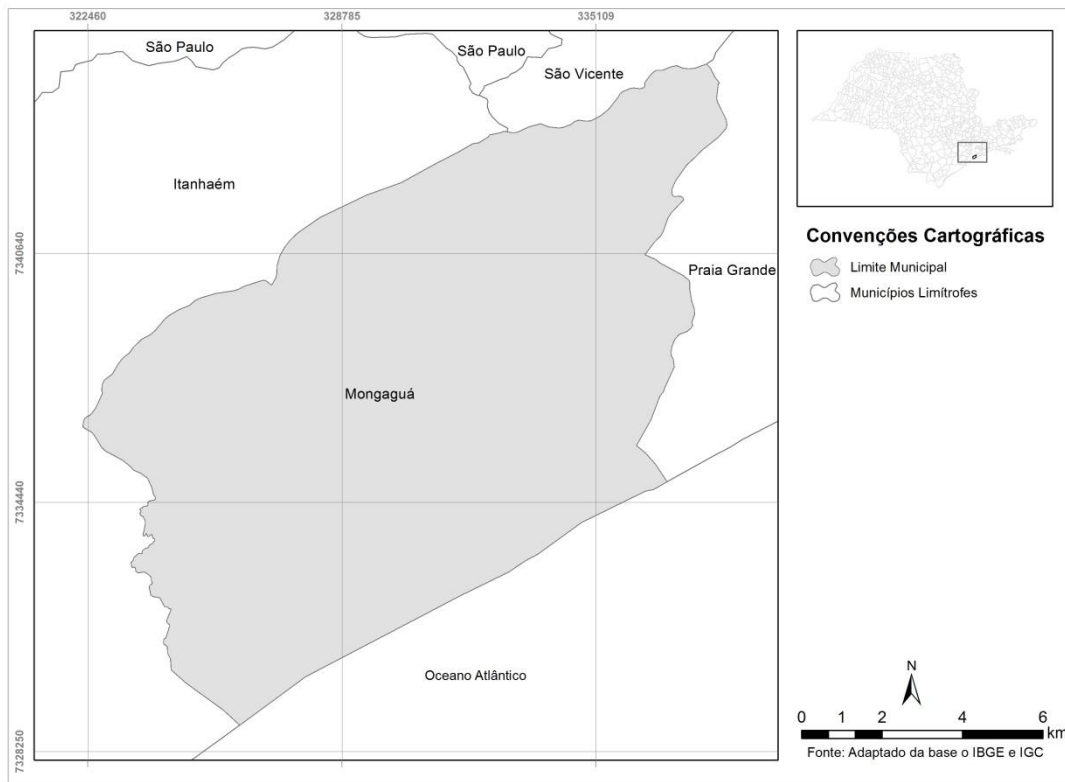 322460
328785
335109
São Paulo
São Paulo
São Vicente
Itanhaém
7340640
Praia Grande
Mongaguá
7334440
Oceano Atlântico
7328250
Convenções Cartográficas
Limite Municipal
Municípios Limítrofes
N
0 1 2 4 6
km
Fonte: Adaptado da base o IBGE e IGC